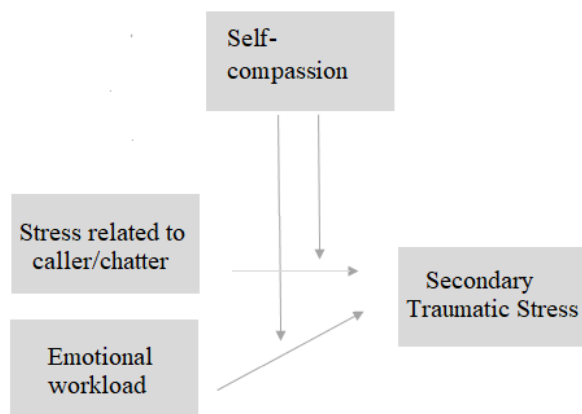 Self-
compassion
Stress related to
caller/chatter
Secondary
Traumatic Stress
Emotional
workload